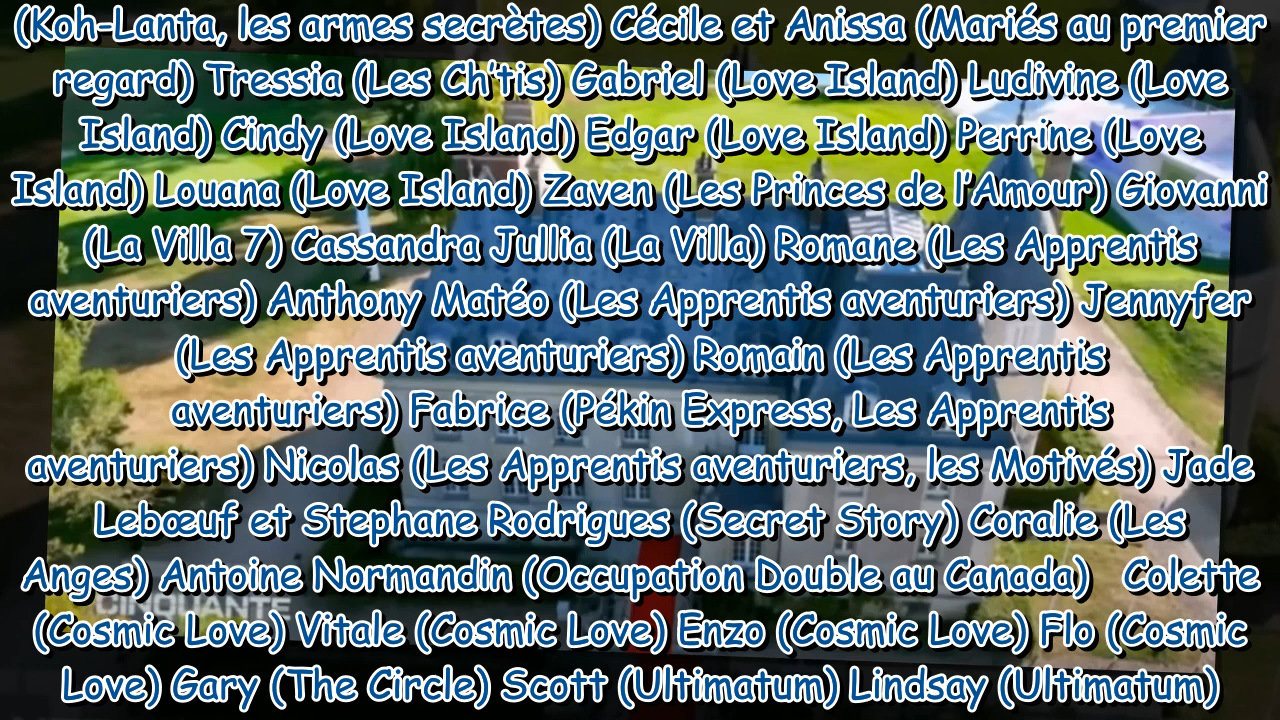 (Koh-Lanta, les armes secrètes) Cécile et Anissa (Mariés au premier
regard) Tressia (Les Ch'tis) Gabriel (Love Island) Ludivine (Love
Island) Cindy (Love Island) Edgar (Love Island) Perrine (Love
Island) Louana (Love Island) Zaven (Les Princes de l'Amour) Giovanni
(La Villa 7) Cassandra Jullia (La Villa) Romane (Les Apprentis
aventuriers) Anthony Matéo (Les Apprentis aventuriers) Jennyfer
(Les Apprentis aventuriers) Romain (Les Apprentis
aventuriers) Fabrice (Pékin Express, Les Apprentis
aventuriers) Nicolas (Les Apprentis aventuriers, les Motivés) Jade
Lebœuf et Stephane Rodrigues (Secret Story) Coralie (Les
Anges) Antoine Normandin (Occupation Double au Canada) Colette
CINQUANTE
(Cosmic Love) Vitale (Cosmic Love) Enzo (Cosmic Love) Flo (Cosmic
Love) Gary (The Circle) Scott (Ultimatum) Lindsay (Ultimatum)